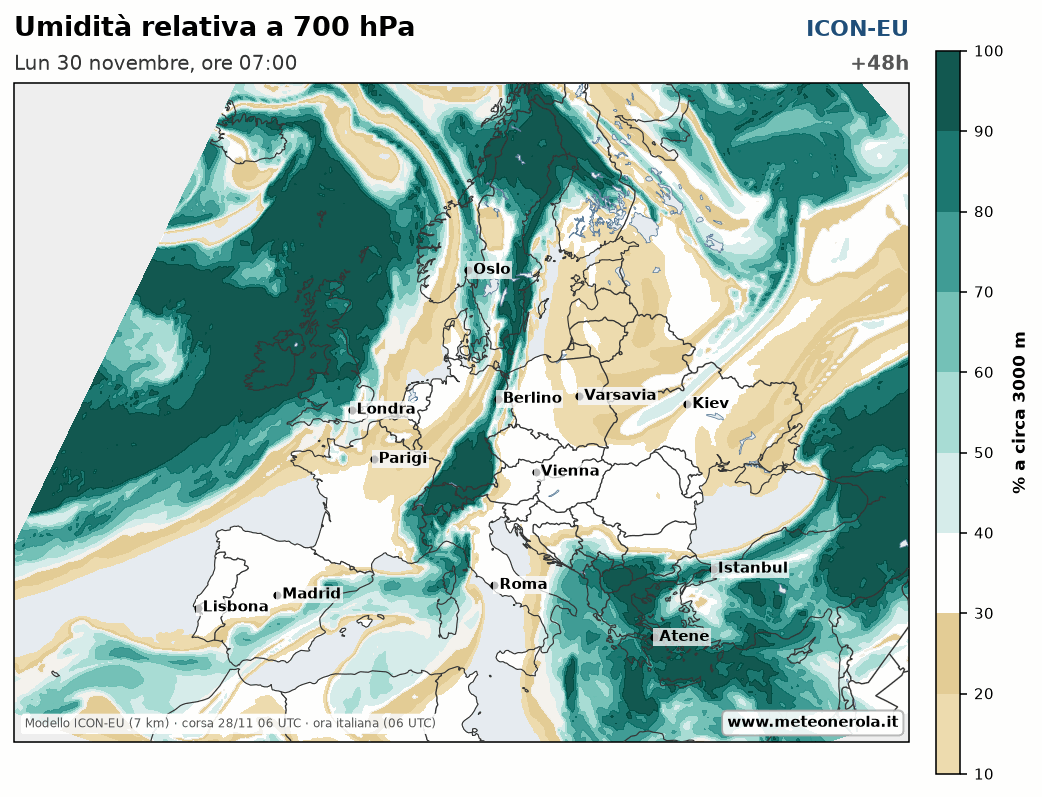 Umidità relativa a 700 hPa
ICON-EU
Lun 30 novembre, ore 07:00
+48h
100
90
80
70
60
50
40
30
20
10
% a circa 3000 m
Oslo
Berlino
Varsavia
Kiev
Londra
Parigi
Vienna
Istanbul
Roma
Madrid
Lisbona
Atene
Modello ICON-EU (7 km) · corsa 28/11 06 UTC · ora italiana (06 UTC)
www.meteonerola.it